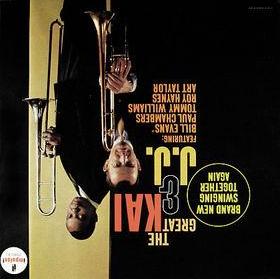 THE
GREAT KAI
& J.J.
BRAND NEW
SWINGING
TOGETHER
AGAIN
FEATURING:
BILL EVANS*
PAUL CHAMBERS
TOMMY WILLIAMS
ROY HAYNES
ART TAYLOR
impulse!